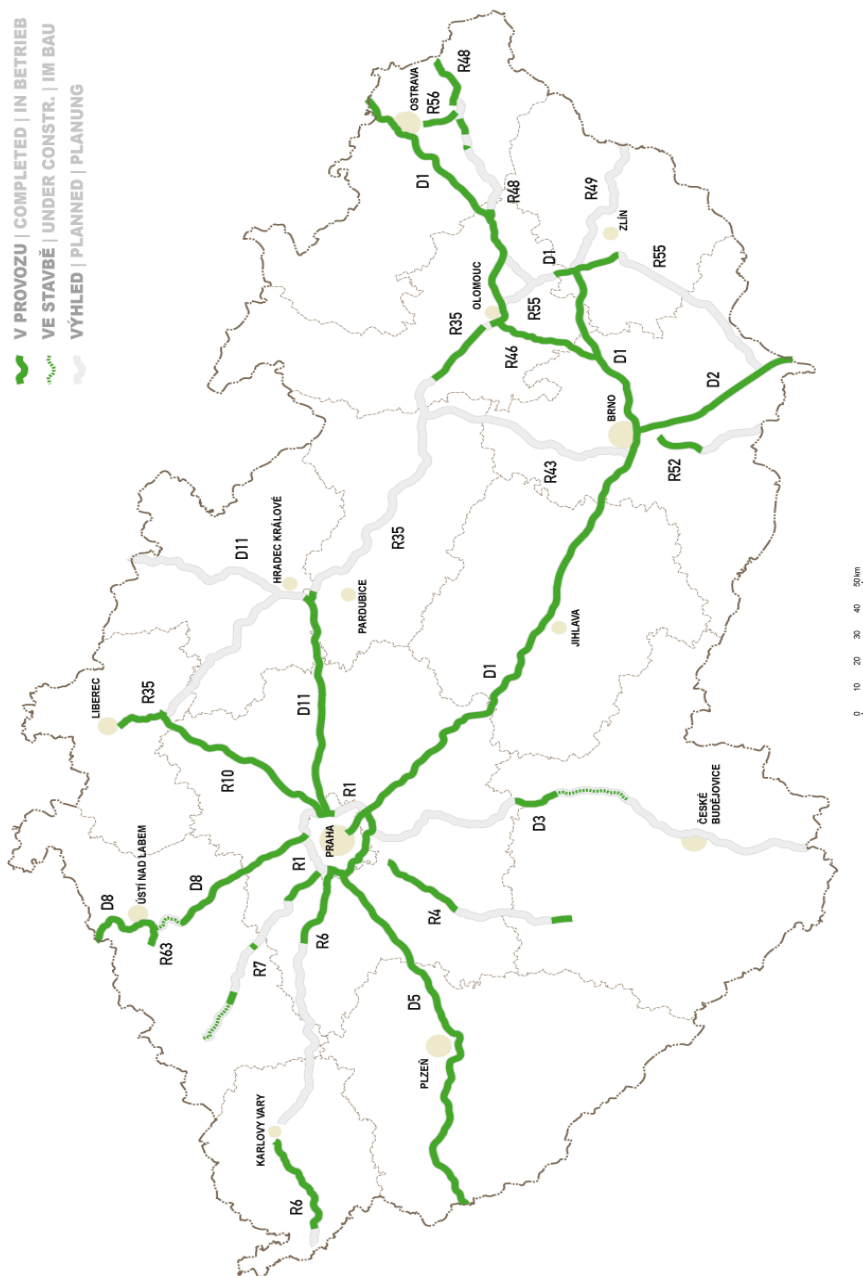 V PROVOZU | COMPLETED | IN BETRIEB
VE STAVBĚ | UNDER CONSTR. | IM BAU
VÝHLED | PLANNED | PLANUNG
D8
ÚSTÍ NAD LABEM
R63
D8
LIBEREC
R35
R10
D11
HRADEC KRÁLOVÉ
D11
PARDUBICE
R35
R7
R1
PRAHA
R1
R6
KARLOVY VARY
R6
D5
PLZEŇ
R4
D3
ČESKÉ
BUDĚJOVICE
D1
JIHLAVA
R43
BRNO
R52
D2
D1
R46
R35
OLOMOUC
R55
D1
R55
ZLÍN
R49
R48
D1
OSTRAVA
R56
R48
0 10 20 30 40 50km